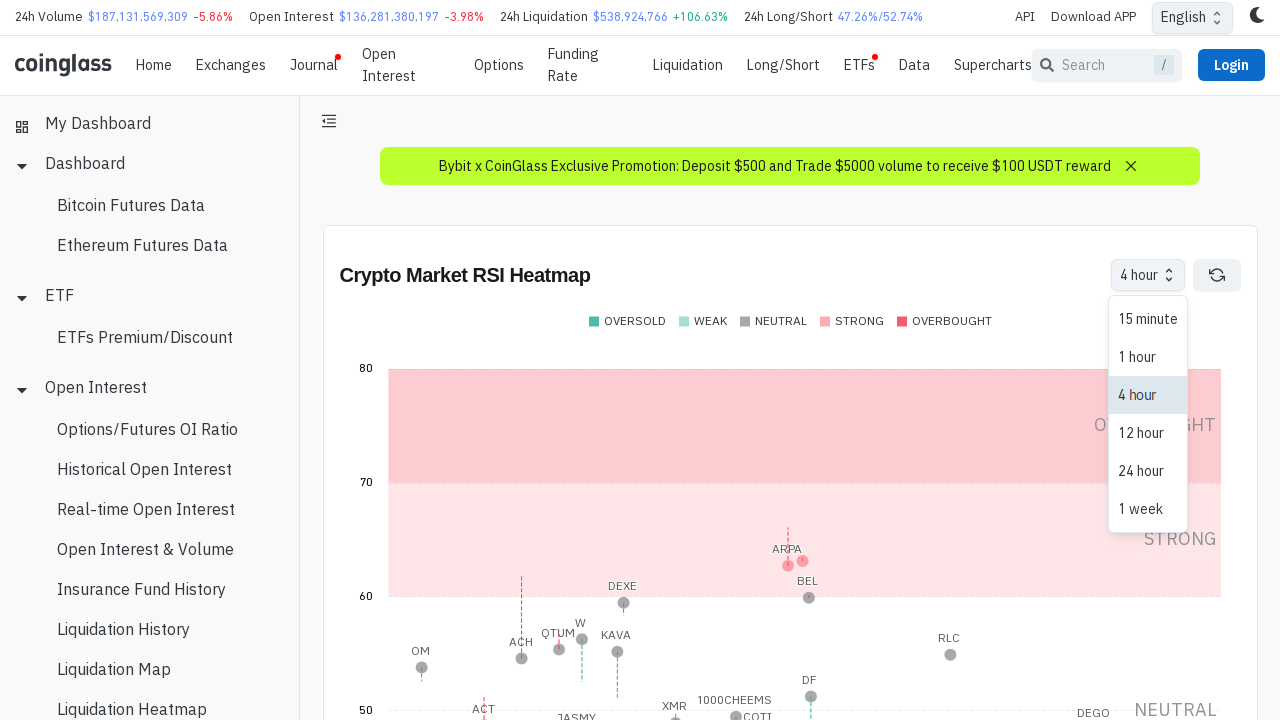 24h Volume $187,131,569,309 -5.86% Open Interest $136,281,380,197 -3.98% 24h Liquidation $538,924,766 +106.63% 24h Long/Short 47.26%/52.74% API Download APP English
coinglass Home Exchanges Journal Open Interest Options Funding Rate Liquidation Long/Short ETFs Data Supercharts Search / Login
My Dashboard
Dashboard
Bitcoin Futures Data
Ethereum Futures Data
ETF
ETFs Premium/Discount
Open Interest
Options/Futures OI Ratio
Historical Open Interest
Real-time Open Interest
Open Interest & Volume
Insurance Fund History
Liquidation History
Liquidation Map
Liquidation Heatmap
Bybit x CoinGlass Exclusive Promotion: Deposit $500 and Trade $5000 volume to receive $100 USDT reward
Crypto Market RSI Heatmap
4 hour
15 minute
1 hour
4 hour
12 hour
24 hour
1 week
OVERSOLD WEAK NEUTRAL STRONG OVERBOUGHT
80
70
STRONG
ARPA
BEL
60
DEXE
W
QTUM
KAVA
ACH
RLC
OM
DF
1000CHEEMS
XMR
ACT
50
JASMY
COTI
DEGO
NEUTRAL